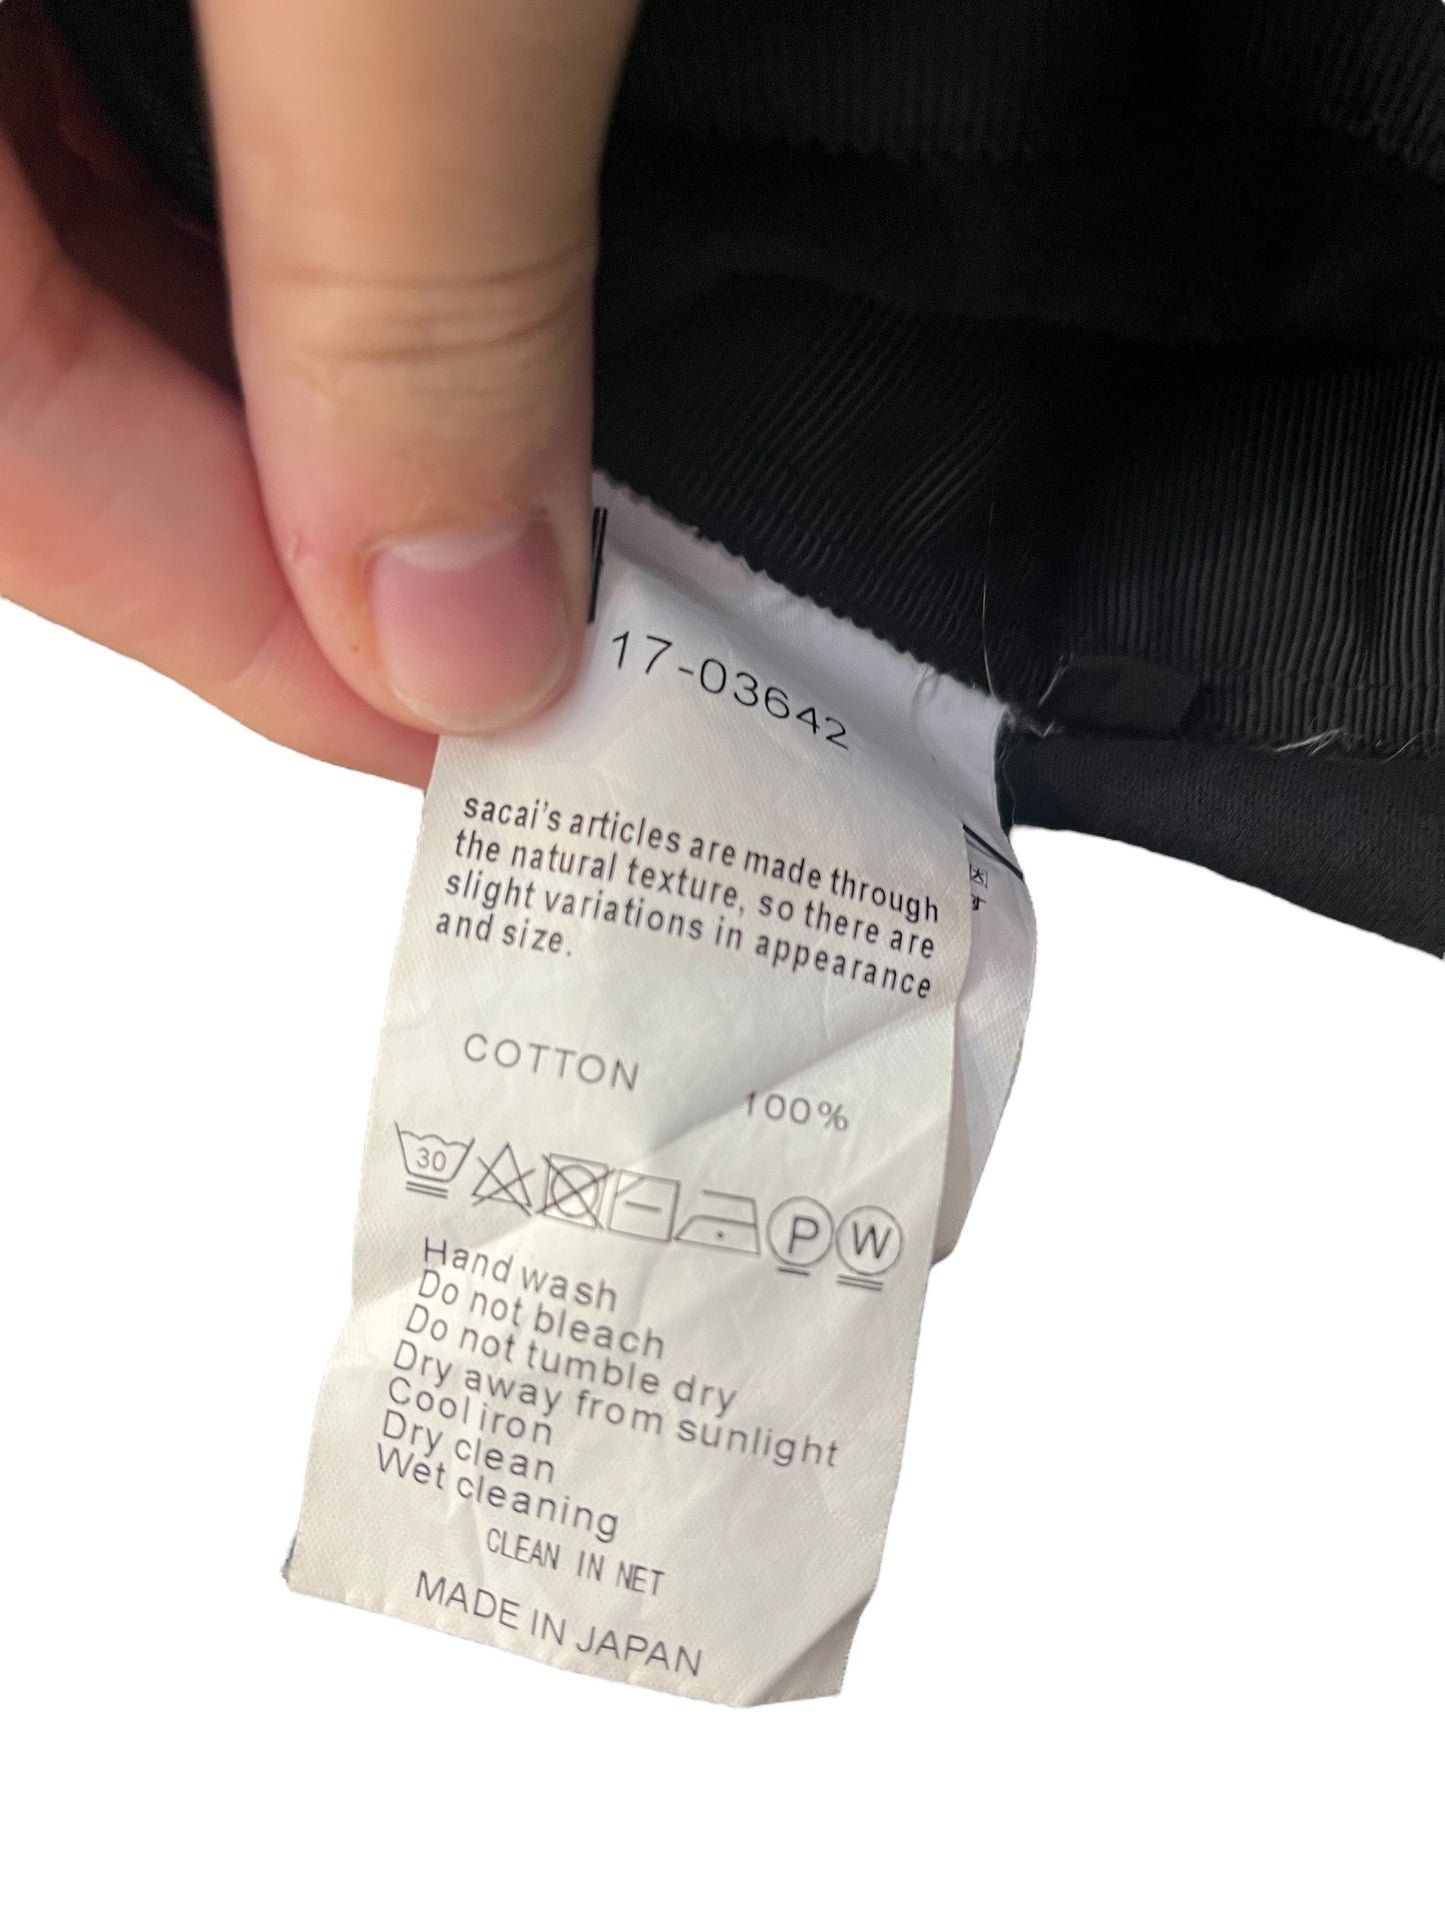 17-03642
sacai's articles are made through
the natural texture, so there are
slight variations in appearance
and size.
COTTON 100%
30 P W
Hand wash
Do not bleach
Do not tumble dry
Dry away from sunlight
Cool iron
Dry clean
Wet cleaning
CLEAN IN NET
MADE IN JAPAN